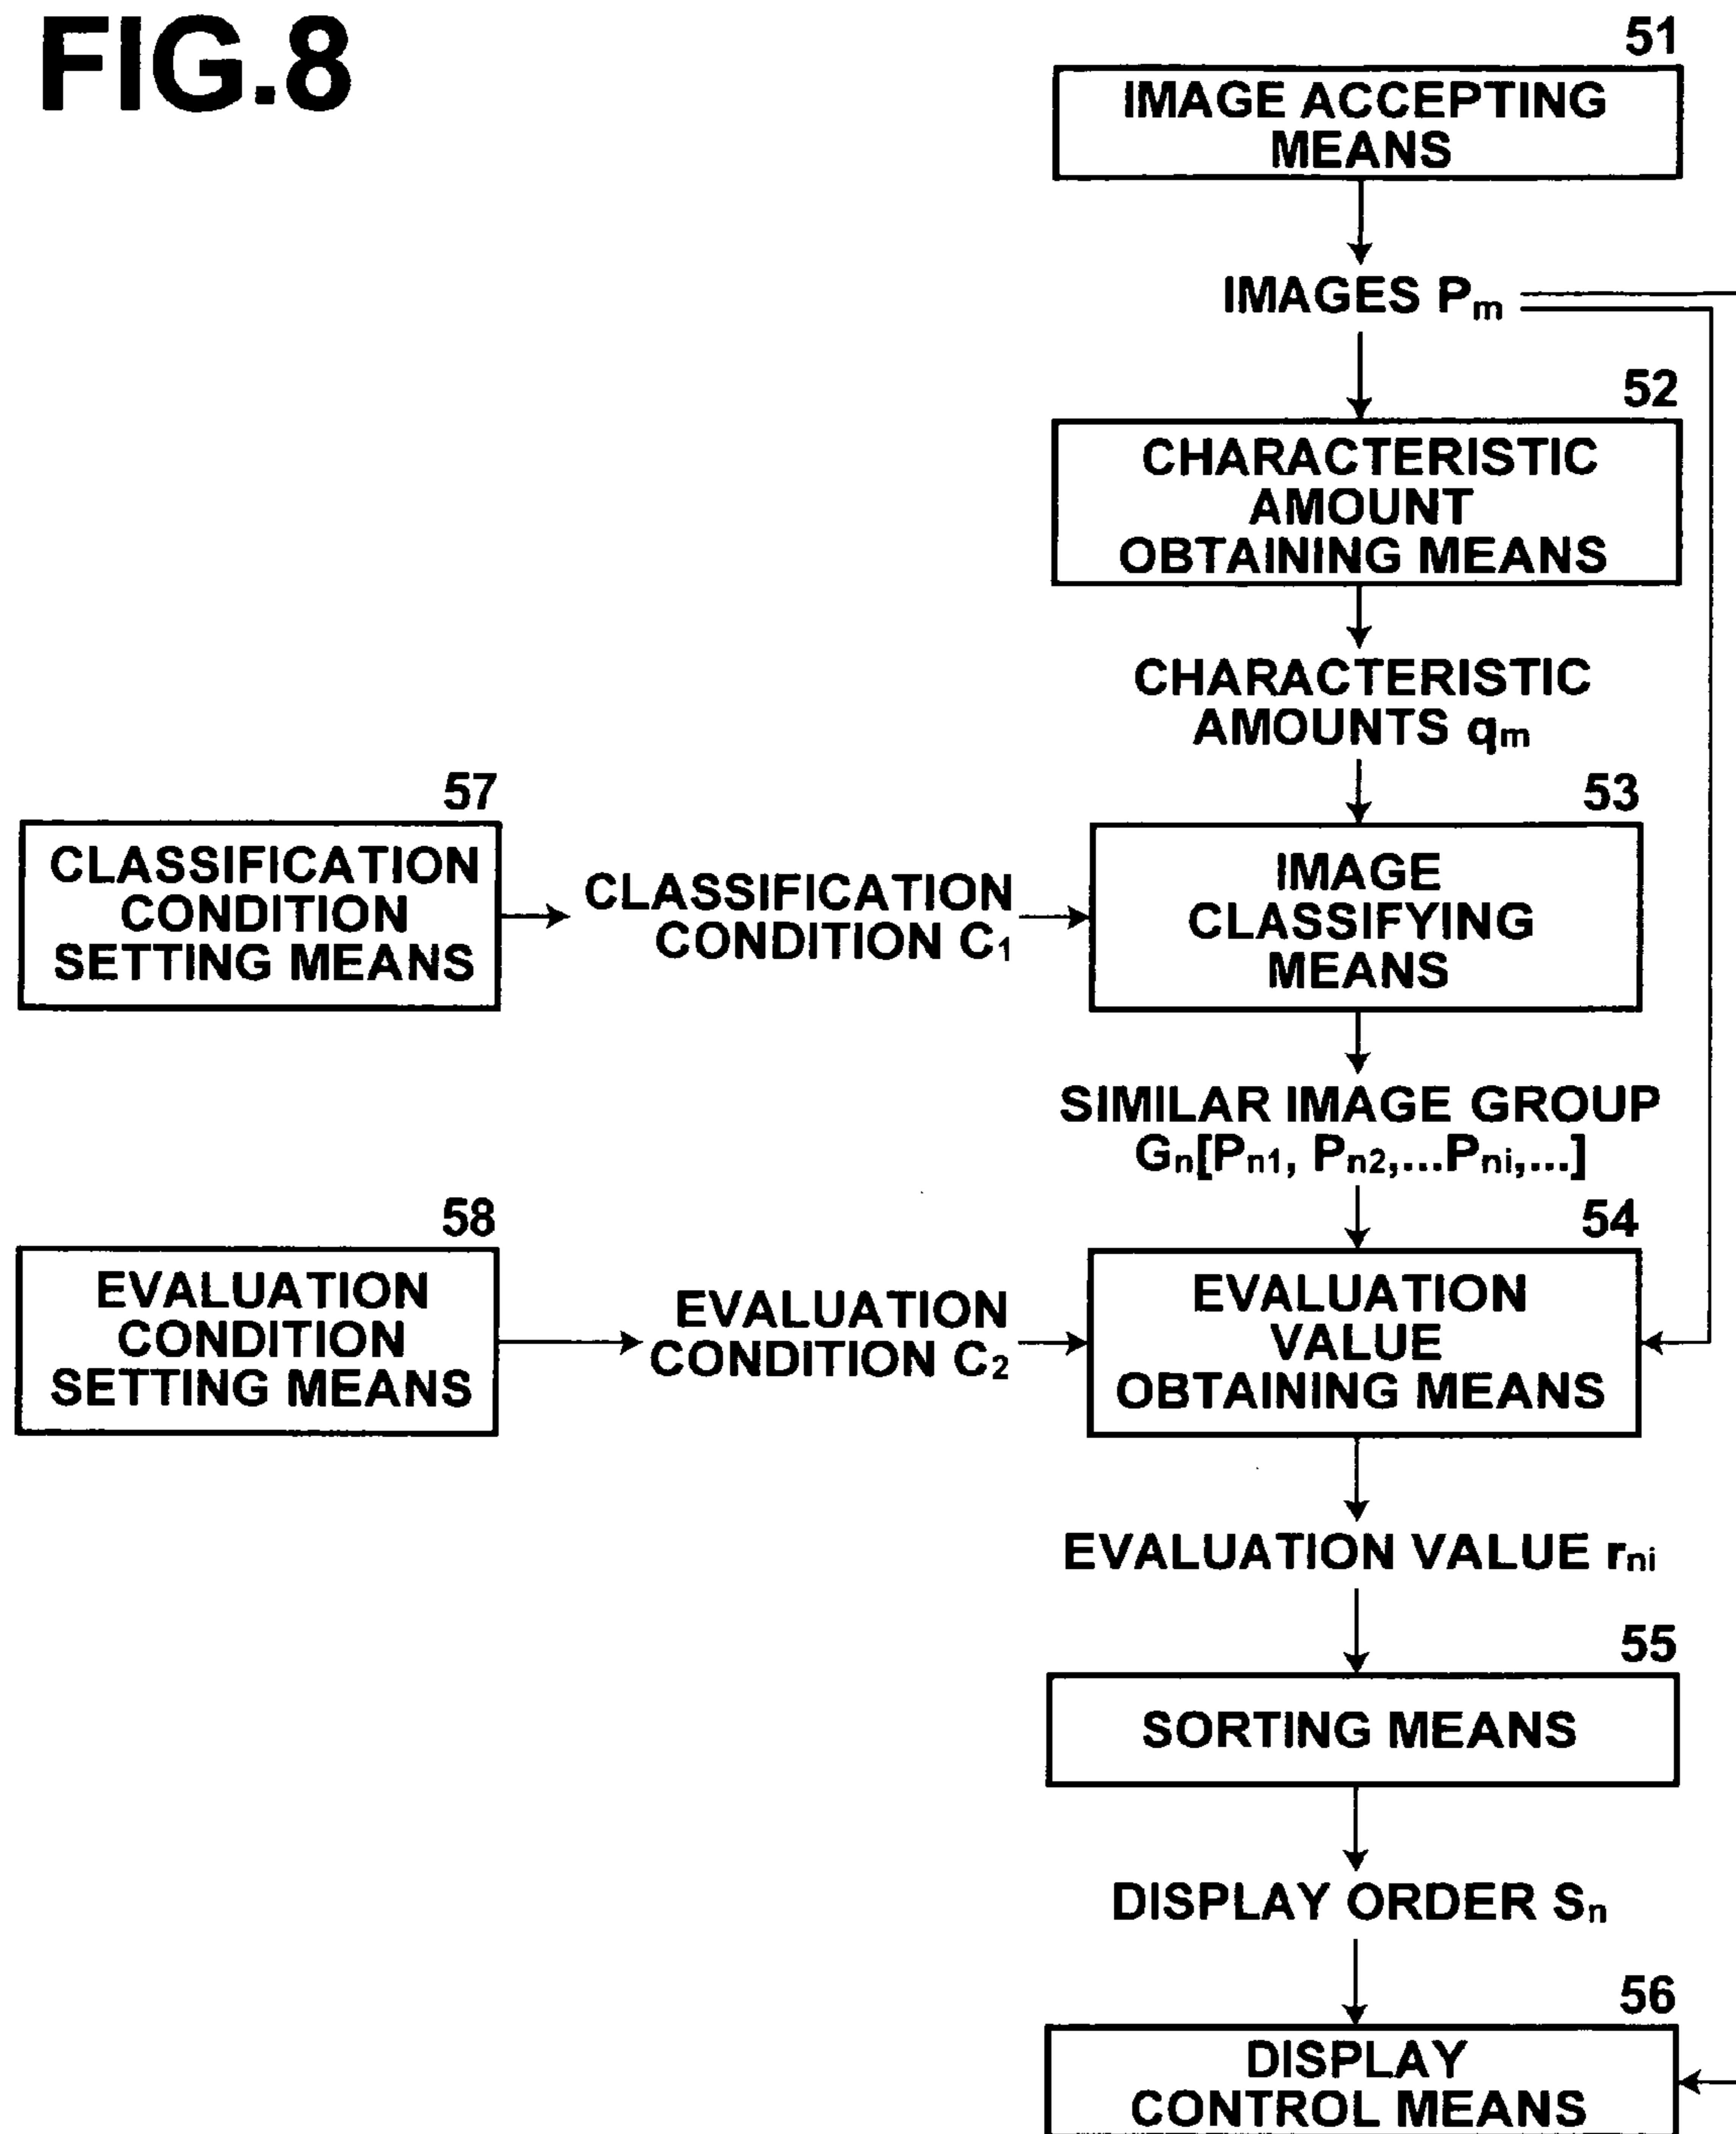 FIG.8
51
IMAGE ACCEPTING
MEANS
IMAGES Pm
52
CHARACTERISTIC
AMOUNT
OBTAINING MEANS
CHARACTERISTIC
AMOUNTS qm
57
CLASSIFICATION
CONDITION
SETTING MEANS
CLASSIFICATION
CONDITION C1
53
IMAGE
CLASSIFYING
MEANS
SIMILAR IMAGE GROUP
Gn[Pn1, Pn2,...Pni,...]
58
EVALUATION
CONDITION
SETTING MEANS
EVALUATION
CONDITION C2
54
EVALUATION
VALUE
OBTAINING MEANS
EVALUATION VALUE rni
55
SORTING MEANS
DISPLAY ORDER Sn
56
DISPLAY
CONTROL MEANS